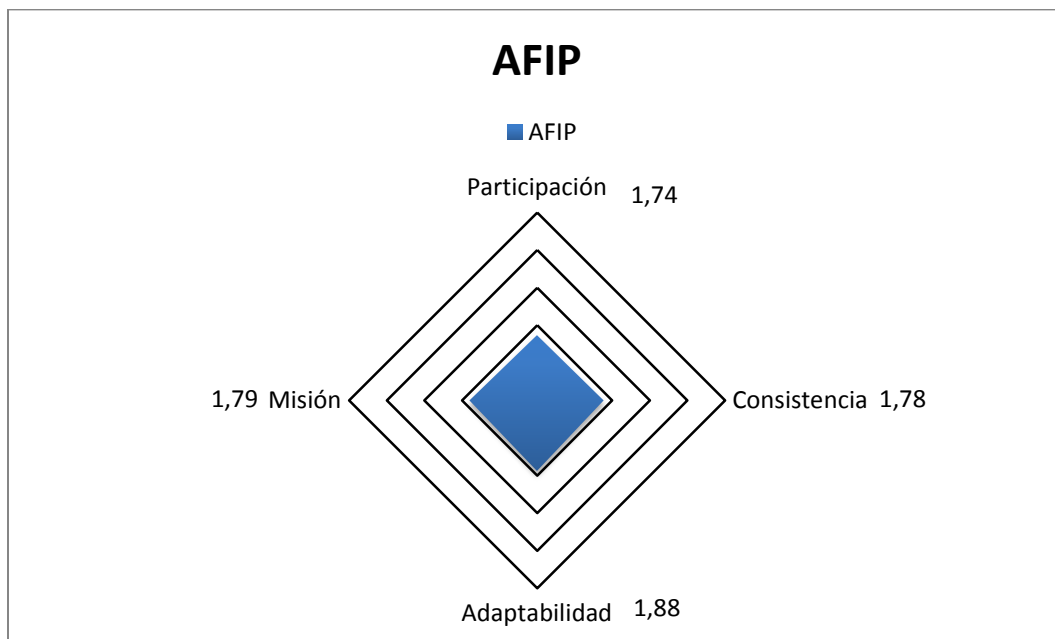 AFIP
AFIP
Participación 1,74
1,79 Misión
Consistencia 1,78
Adaptabilidad 1,88